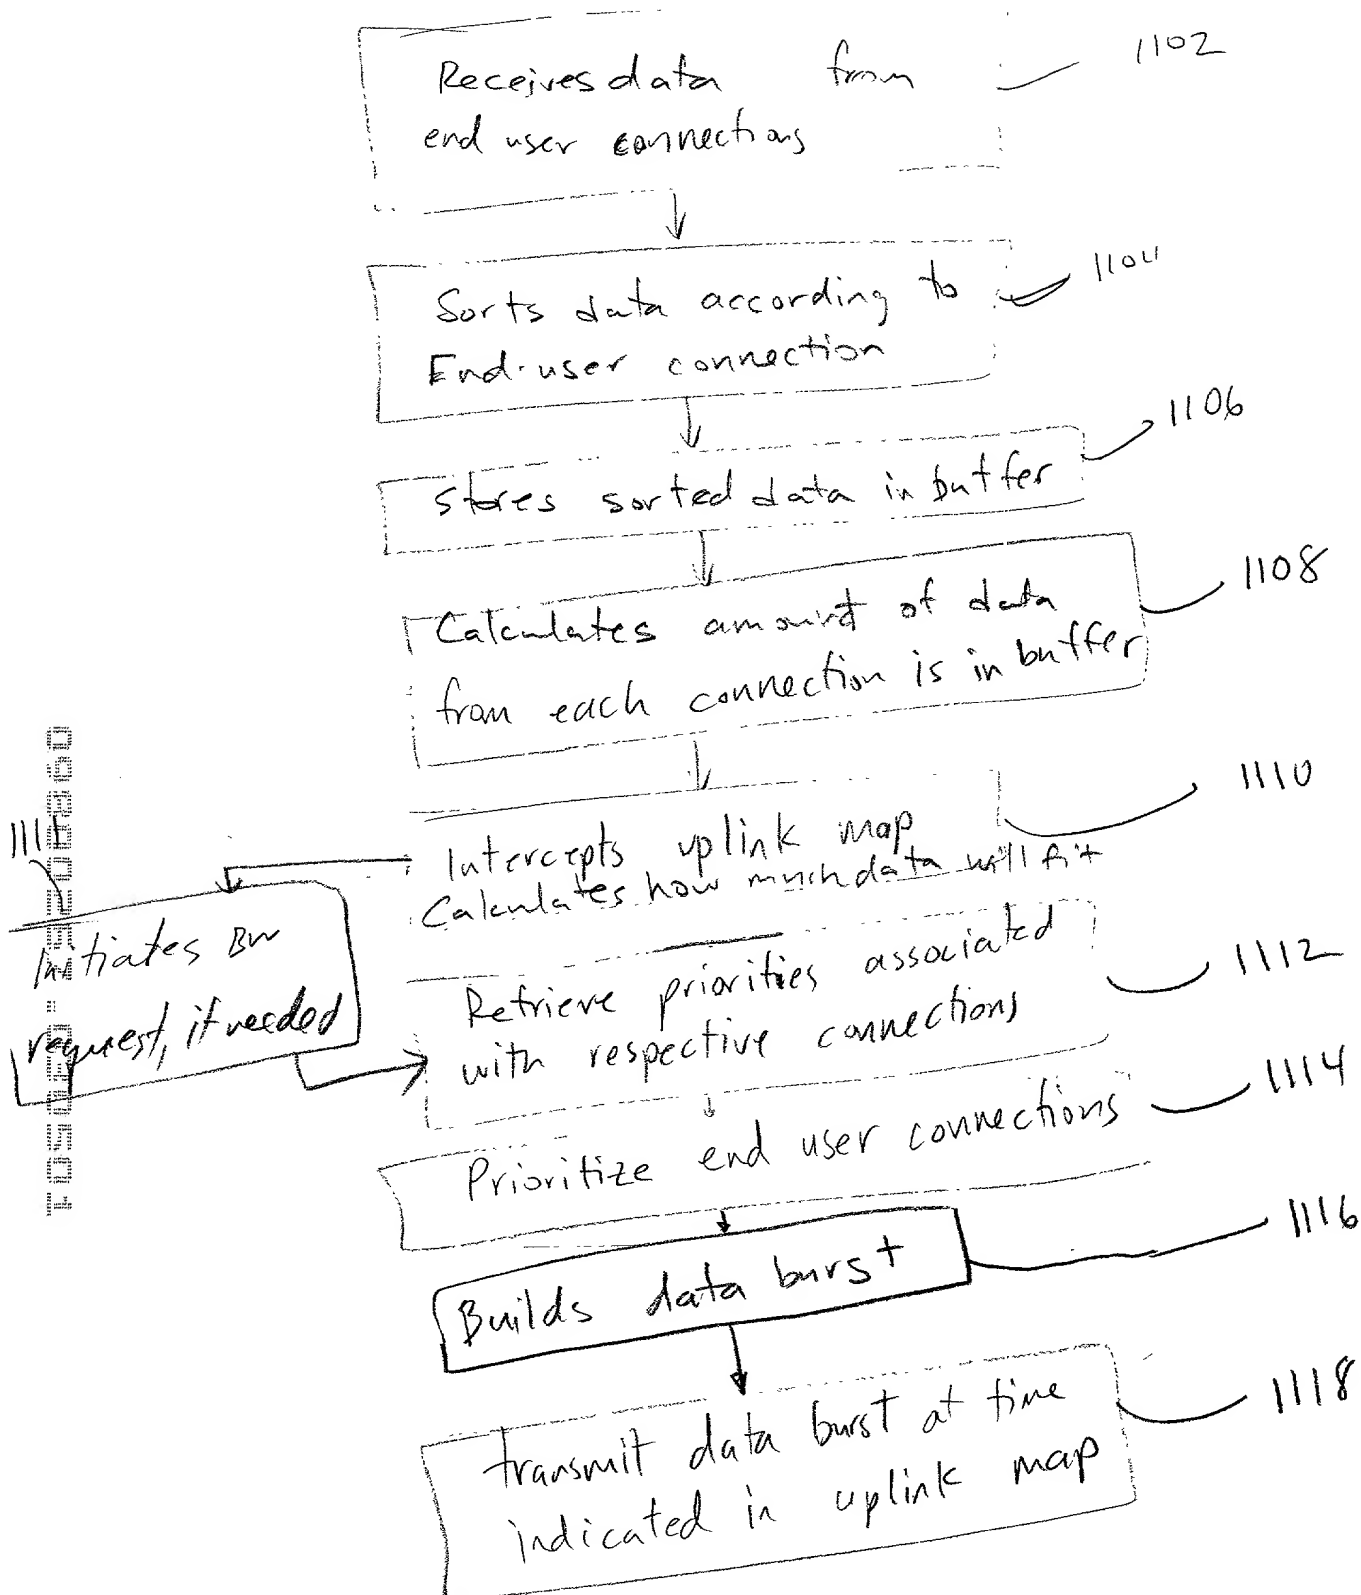 Receives data from
end user connections
1102
Sorts data according to
End-user connection
1104
Stores sorted data in buffer
1106
Calculates amount of data
from each connection is in buffer
1108
Intercepts uplink map
Calculates how much data will fit
1110
Initiates BW
request, if needed
1111
Retrieve priorities associated
with respective connections
1112
Prioritize end user connections
1114
Builds data burst
1116
transmit data burst at time
indicated in uplink map
1118